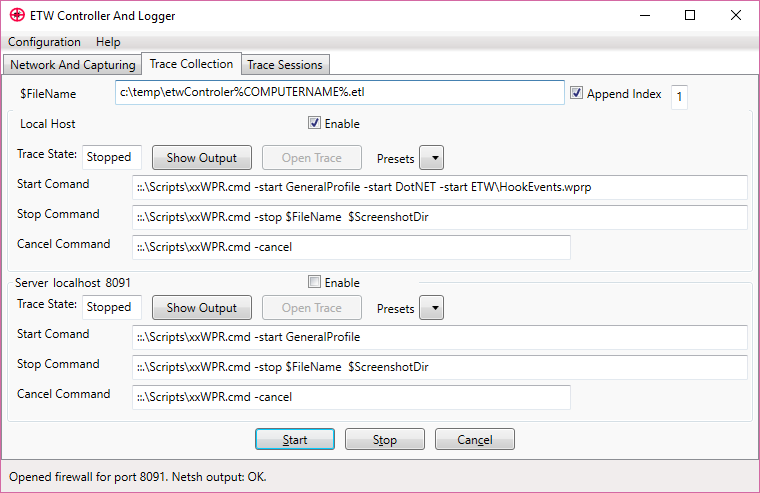 ETW Controller And Logger
Configuration Help
Network And Capturing Trace Collection Trace Sessions
$FileName c:\temp\etwControler%COMPUTERNAME%.etl Append Index 1
Local Host Enable
Trace State: Stopped Show Output Open Trace Presets
Start Comand ::.\Scripts\xxWPR.cmd -start GeneralProfile -start DotNET -start ETW\HookEvents.wprp
Stop Command ::.\Scripts\xxWPR.cmd -stop $FileName $ScreenshotDir
Cancel Command ::.\Scripts\xxWPR.cmd -cancel
Server localhost 8091 Enable
Trace State: Stopped Show Output Open Trace Presets
Start Comand ::.\Scripts\xxWPR.cmd -start GeneralProfile
Stop Command ::.\Scripts\xxWPR.cmd -stop $FileName $ScreenshotDir
Cancel Command ::.\Scripts\xxWPR.cmd -cancel
Start Stop Cancel
Opened firewall for port 8091. Netsh output: OK.